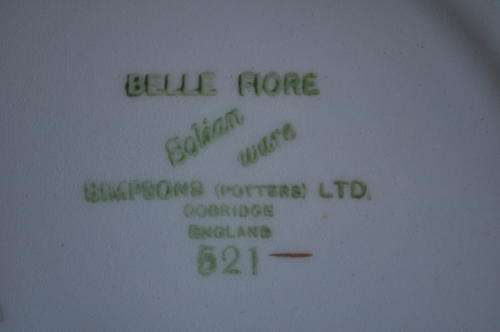 BELLE FIORE
Solian
ware
SIMPSONS (POTTERS) LTD.
COBRIDGE
ENGLAND
521